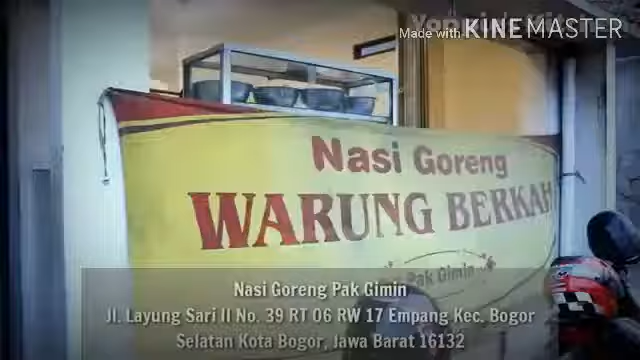 Made with KINEMASTER
Nasi Goreng
WARUNG BERKAH
Pak Gimin
Nasi Goreng Pak Gimin
Jl. Layung Sari II No. 39 RT 06 RW 17 Empang Kec. Bogor
Selatan Kota Bogor, Jawa Barat 16132